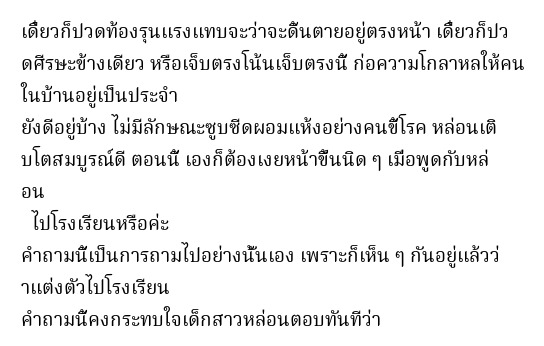 เดี๋ยวก็ปวดท้องรุนแรงแทบจะว่าจะดิ้นตายอยู่ตรงหน้า เดี๋ยวก็ปว
ดศีรษะข้างเดียว หรือเจ็บตรงโน้นเจ็บตรงนี้ ก่อความโกลาหลให้คน
ในบ้านอยู่เป็นประจำ
ยังดีอยู่บ้าง ไม่มีลักษณะซูบซีดผอมแห้งอย่างคนขี้โรค หล่อนเติ
บโตสมบูรณ์ดี ตอนนี้ เองก็ต้องเงยหน้าขึ้นนิด ๆ เมื่อพูดกับหล่
อน
ไปโรงเรียนหรือค่ะ
คำถามนี้เป็นการถามไปอย่างนั้นเอง เพราะก็เห็น ๆ กันอยู่แล้วว่
าแต่งตัวไปโรงเรียน
คำถามนี้คงกระทบใจเด็กสาวหล่อนตอบทันทีว่า